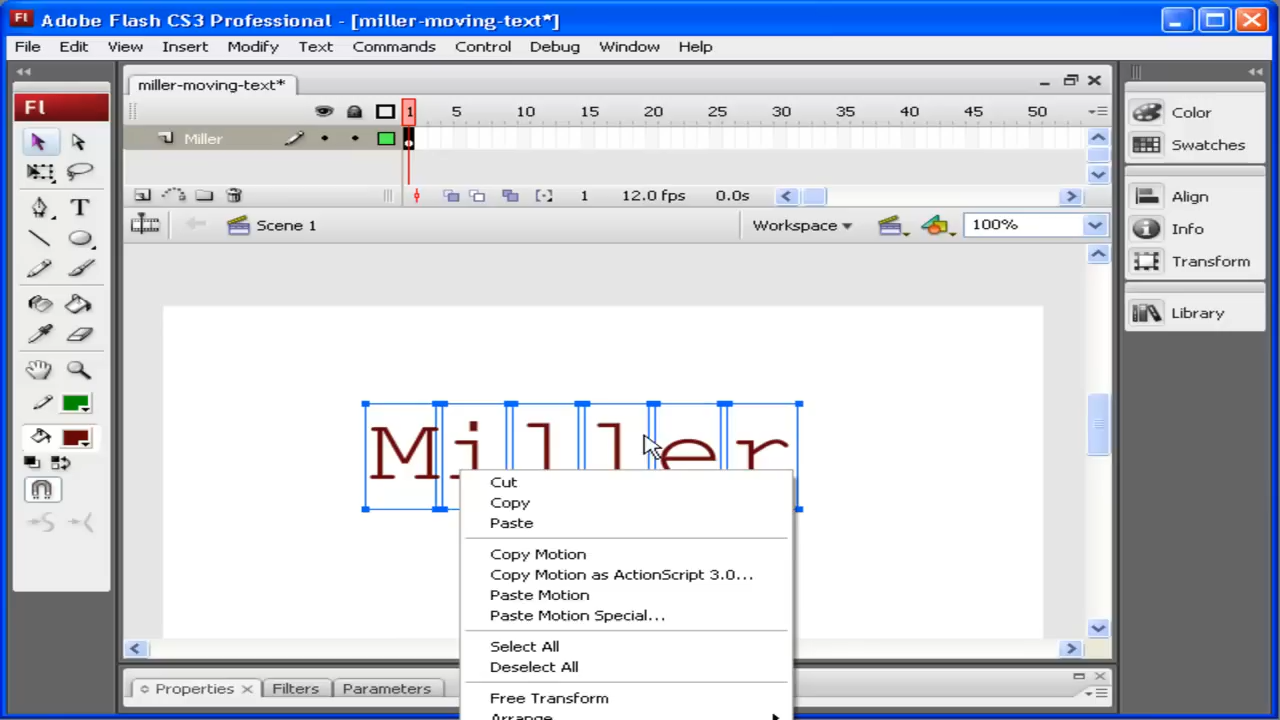 Fl Adobe Flash CS3 Professional - [miller-moving-text*]
File Edit View Insert Modify Text Commands Control Debug Window Help
miller-moving-text*
Fl
1 5 10 15 20 25 30 35 40 45 50
Miller
1 12.0 fps 0.0s
Scene 1 Workspace 100%
Color
Swatches
Align
Info
Transform
Library
T
Miller
Cut
Copy
Paste
Copy Motion
Copy Motion as ActionScript 3.0...
Paste Motion
Paste Motion Special...
Select All
Deselect All
Free Transform
Arrange
Properties Filters Parameters